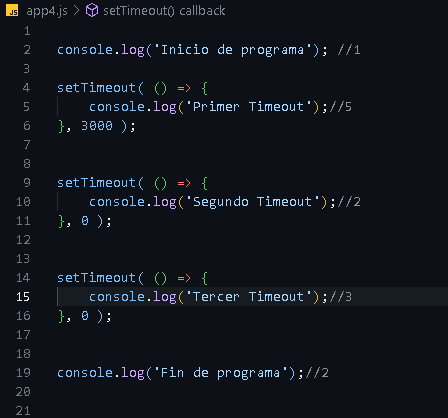 JS app4.js > setTimeout() callback
1
2 console.log('Inicio de programa'); //1
3
4 setTimeout( () => {
5 console.log('Primer Timeout');//5
6 }, 3000 );
7
8
9 setTimeout( () => {
10 console.log('Segundo Timeout');//2
11 }, 0 );
12
13
14 setTimeout( () => {
15 console.log('Tercer Timeout');//3
16 }, 0 );
17
18
19 console.log('Fin de programa');//2
20
21